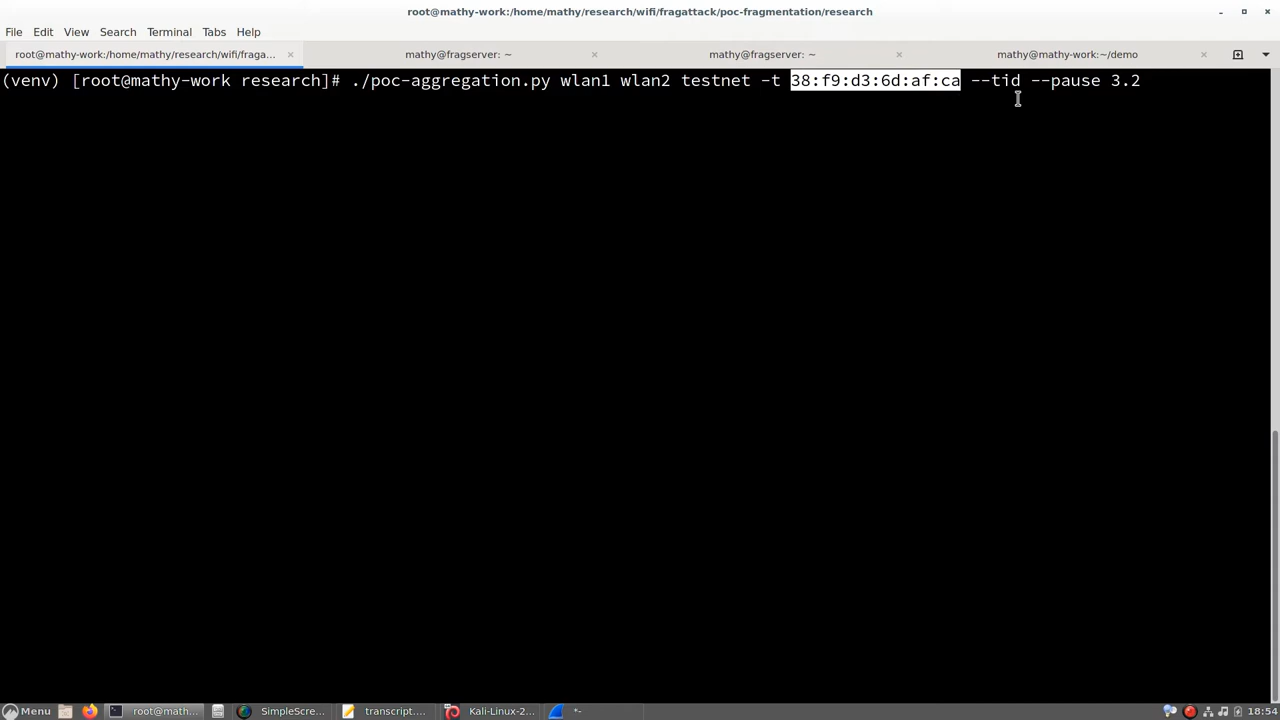 root@mathy-work:/home/mathy/research/wifi/fragattack/poc-fragmentation/research
File Edit View Search Terminal Tabs Help
root@mathy-work:/home/mathy/research/wifi/fraga... mathy@fragserver: ~ mathy@fragserver: ~ mathy@mathy-work:~/demo
(venv) [root@mathy-work research]# ./poc-aggregation.py wlan1 wlan2 testnet -t 38:f9:d3:6d:af:ca --tid --pause 3.2
Menu root@math... SimpleScre... transcript.... Kali-Linux-2... *- 18:54